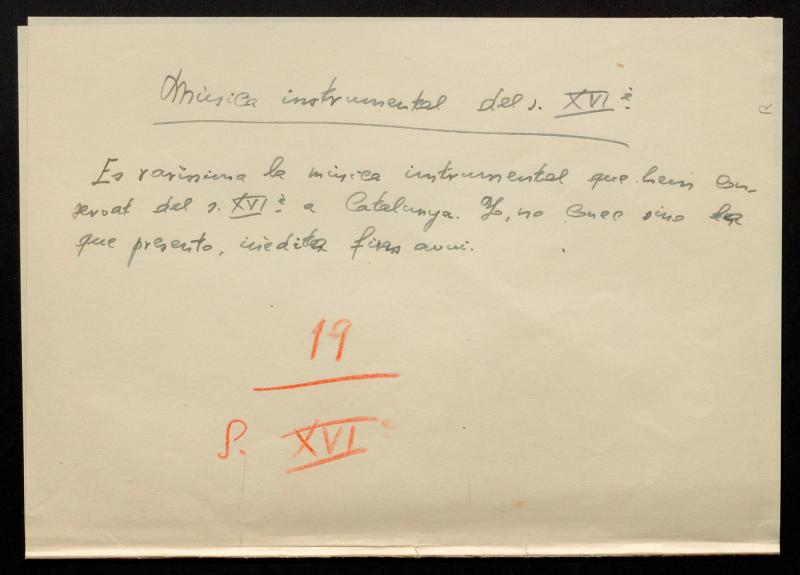 Música instrumental del s. XVIè.
Es rarissima la música instrumental que hem con-
servat del s. XVIè. a Catalunya. Jo, no conec sino la
que presento, inèdita fins avui.
19
S. XVIè